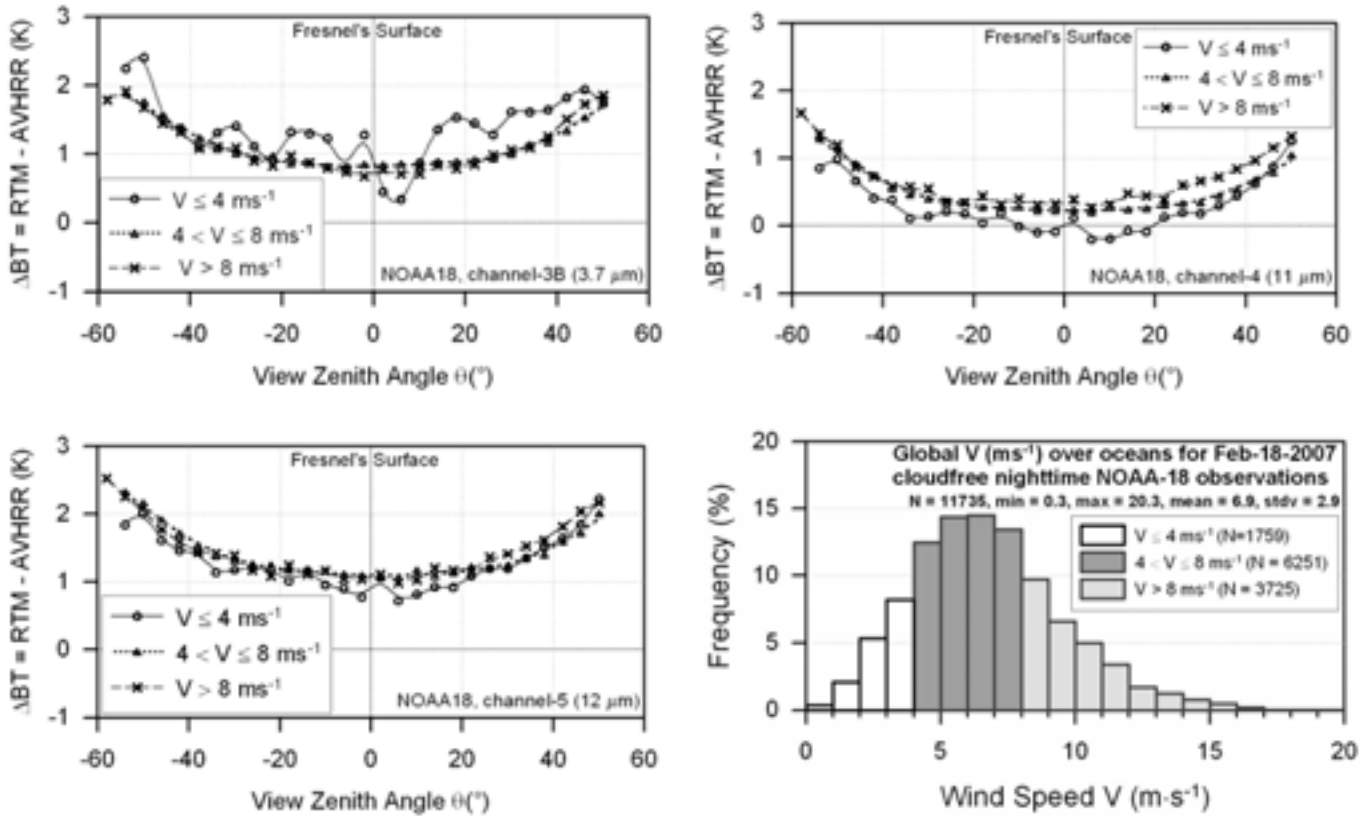 Fresnel's Surface
ΔBT = RTM - AVHRR (K)
3
2
1
0
-1
V ≤ 4 ms⁻¹
4 < V ≤ 8 ms⁻¹
V > 8 ms⁻¹
NOAA18, channel-3B (3.7 μm)
-60 -40 -20 0 20 40 60
View Zenith Angle θ(°)
Fresnel's Surface
ΔBT = RTM - AVHRR (K)
3
2
1
0
-1
V ≤ 4 ms⁻¹
4 < V ≤ 8 ms⁻¹
V > 8 ms⁻¹
NOAA18, channel-4 (11 μm)
-60 -40 -20 0 20 40 60
View Zenith Angle θ(°)
Fresnel's Surface
ΔBT = RTM - AVHRR (K)
3
2
1
0
-1
V ≤ 4 ms⁻¹
4 < V ≤ 8 ms⁻¹
V > 8 ms⁻¹
NOAA18, channel-5 (12 μm)
-60 -40 -20 0 20 40 60
View Zenith Angle θ(°)
Global V (ms⁻¹) over oceans for Feb-18-2007
cloudfree nighttime NOAA-18 observations
N = 11735, min = 0.3, max = 20.3, mean = 6.9, stdv = 2.9
Frequency (%)
20
15
10
5
0
V ≤ 4 ms⁻¹ (N=1759)
4 < V ≤ 8 ms⁻¹ (N = 6251)
V > 8 ms⁻¹ (N = 3725)
0 5 10 15 20
Wind Speed V (m·s⁻¹)